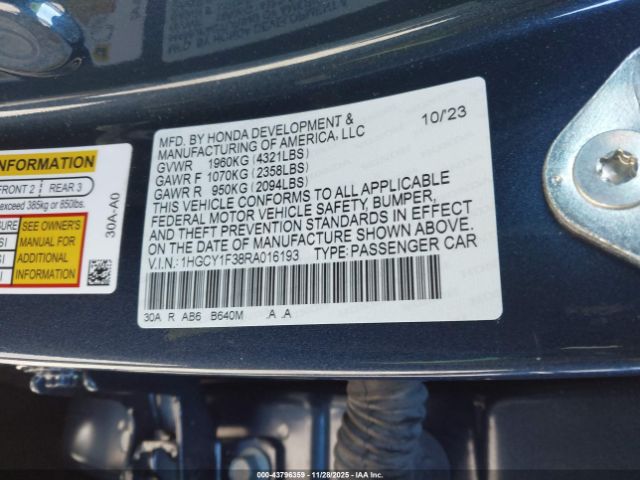 MFD. BY HONDA DEVELOPMENT & 10/'23
MANUFACTURING OF AMERICA, LLC
GVWR 1960KG (4321LBS)
GAWR F 1070KG (2358LBS)
GAWR R 950KG (2094LBS)
THIS VEHICLE CONFORMS TO ALL APPLICABLE
FEDERAL MOTOR VEHICLE SAFETY, BUMPER,
AND THEFT PREVENTION STANDARDS IN EFFECT
ON THE DATE OF MANUFACTURE SHOWN ABOVE.
V.I.N.:1HGCY1F38RA016193 TYPE:PASSENGER CAR
30A R AB6 B640M .A .A
INFORMATION
FRONT 2 REAR 3
exceed 385kg or 850lbs.
SEE OWNER'S
MANUAL FOR
ADDITIONAL
INFORMATION
30A-A0
00-43796359 — 11/28/2025 — IAAI.COM